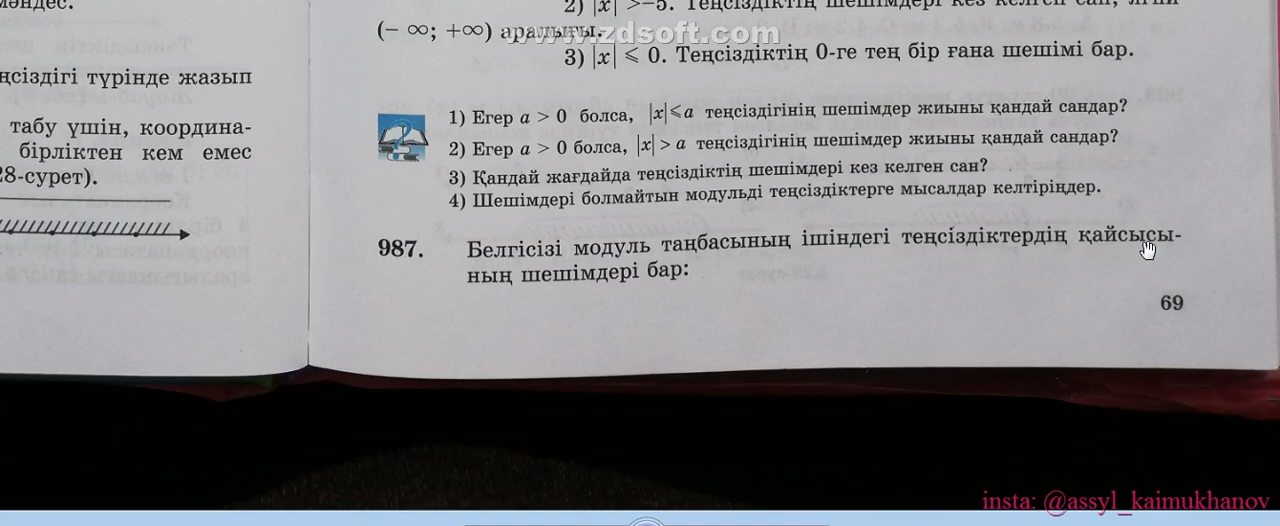 2) |x| >−5. Теңсіздіктің шешімдері кез келген сан,
(− ∞; +∞) аралығы.
www.zdsoft.com
3) |x| ⩽ 0. Теңсіздіктің 0-ге тең бір ғана шешімі бар.
ңсіздігі түрінде жазып
табу үшін, координа-
бірліктен кем емес
28-сурет).
1) Егер a > 0 болса, |x|⩽a теңсіздігінің шешімдер жиыны қандай сандар?
2) Егер a > 0 болса, |x| > a теңсіздігінің шешімдер жиыны қандай сандар?
3) Қандай жағдайда теңсіздіктің шешімдері кез келген сан?
4) Шешімдері болмайтын модульді теңсіздіктерге мысалдар келтіріңдер.
987. Белгісізі модуль таңбасының ішіндегі теңсіздіктердің қайсысы-
ның шешімдері бар:
69
insta: @assyl_kaimukhanov